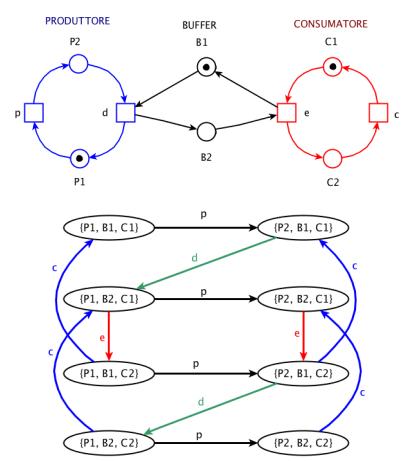 PRODUTTORE
BUFFER
CONSUMATORE
P2
B1
C1
p
d
e
c
P1
B2
C2
{P1, B1, C1}
p
{P2, B1, C1}
d
c
{P1, B2, C1}
p
{P2, B2, C1}
c
e
e
c
{P1, B1, C2}
p
{P2, B1, C2}
c
d
{P1, B2, C2}
p
{P2, B2, C2}